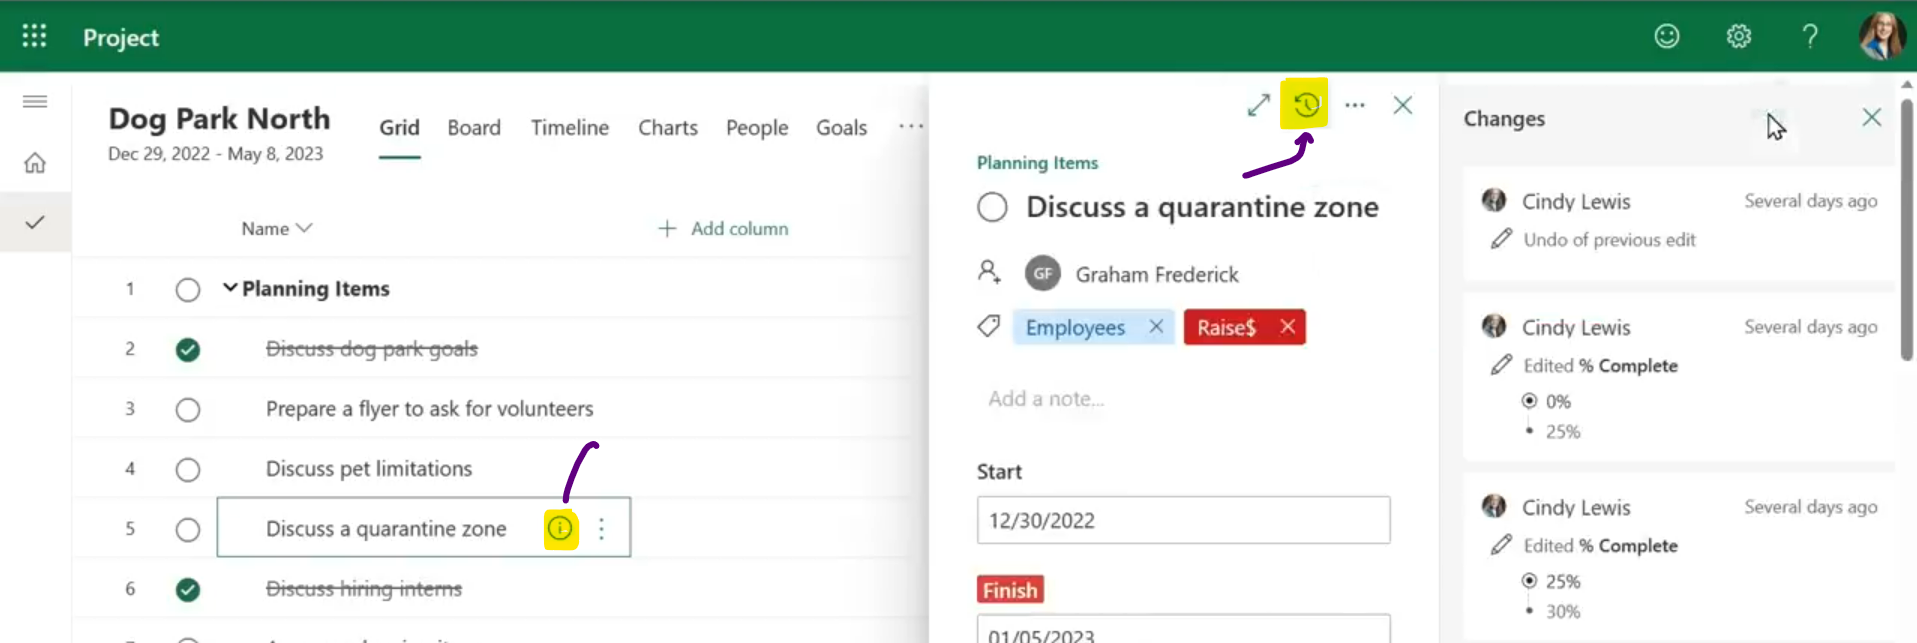 Project
Dog Park North
Dec 29, 2022 - May 8, 2023
Grid Board Timeline Charts People Goals ...
Name
+ Add column
1 Planning Items
2 Discuss dog park goals
3 Prepare a flyer to ask for volunteers
4 Discuss pet limitations
5 Discuss a quarantine zone
6 Discuss hiring interns
Planning Items
Discuss a quarantine zone
GF Graham Frederick
Employees Raise$
Add a note...
Start
12/30/2022
Finish
01/05/2023
Changes
Cindy Lewis Several days ago
Undo of previous edit
Cindy Lewis Several days ago
Edited % Complete
0%
25%
Cindy Lewis Several days ago
Edited % Complete
25%
30%